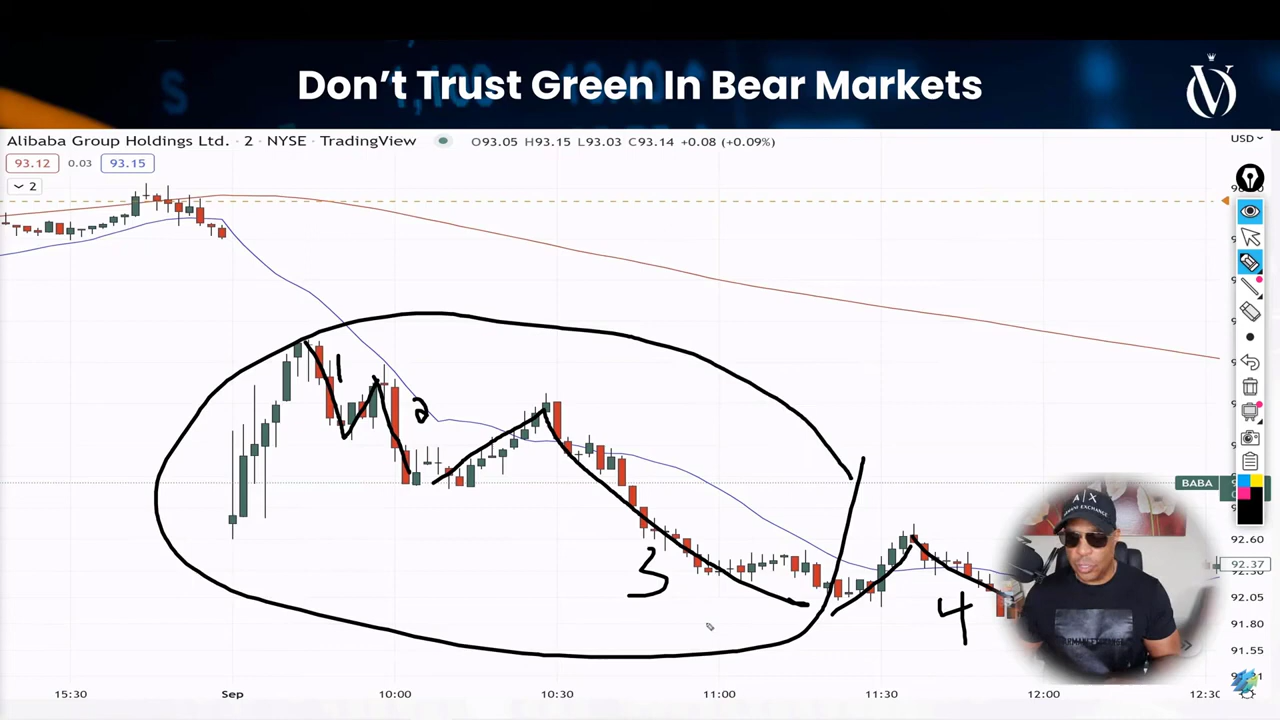 Don't Trust Green In Bear Markets
Alibaba Group Holdings Ltd. · 2 · NYSE · TradingView
O93.05 H93.15 L93.03 C93.14 +0.08 (+0.09%)
USD
93.12 0.03 93.15
2
1
2
BABA
92.60
92.37
3
92.05
4
91.80
91.55
15:30 Sep 10:00 10:30 11:00 11:30 12:00 12:30
A|X
ARMANI EXCHANGE